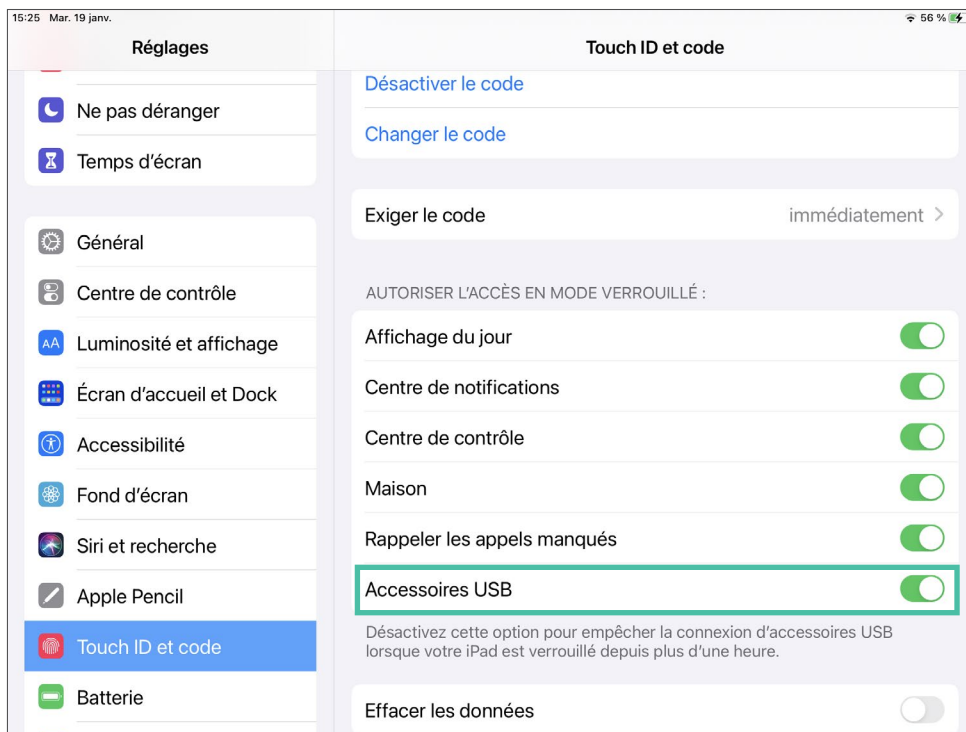 15:25 Mar. 19 janv.
56 %
Réglages
Touch ID et code
Ne pas déranger
Temps d'écran
Général
Centre de contrôle
AA Luminosité et affichage
Écran d'accueil et Dock
Accessibilité
Fond d'écran
Siri et recherche
Apple Pencil
Touch ID et code
Batterie
Désactiver le code
Changer le code
Exiger le code immédiatement
AUTORISER L'ACCÈS EN MODE VERROUILLÉ :
Affichage du jour
Centre de notifications
Centre de contrôle
Maison
Rappeler les appels manqués
Accessoires USB
Désactivez cette option pour empêcher la connexion d'accessoires USB
lorsque votre iPad est verrouillé depuis plus d'une heure.
Effacer les données